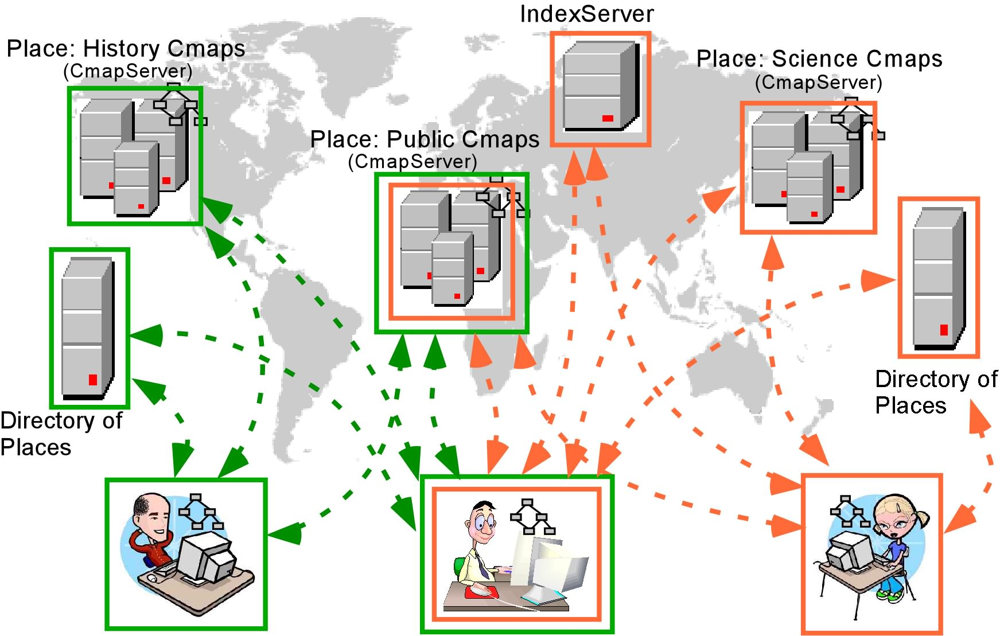 IndexServer
Place: History Cmaps
(CmapServer)
Place: Science Cmaps
(CmapServer)
Place: Public Cmaps
(CmapServer)
Directory of
Places
Directory of
Places